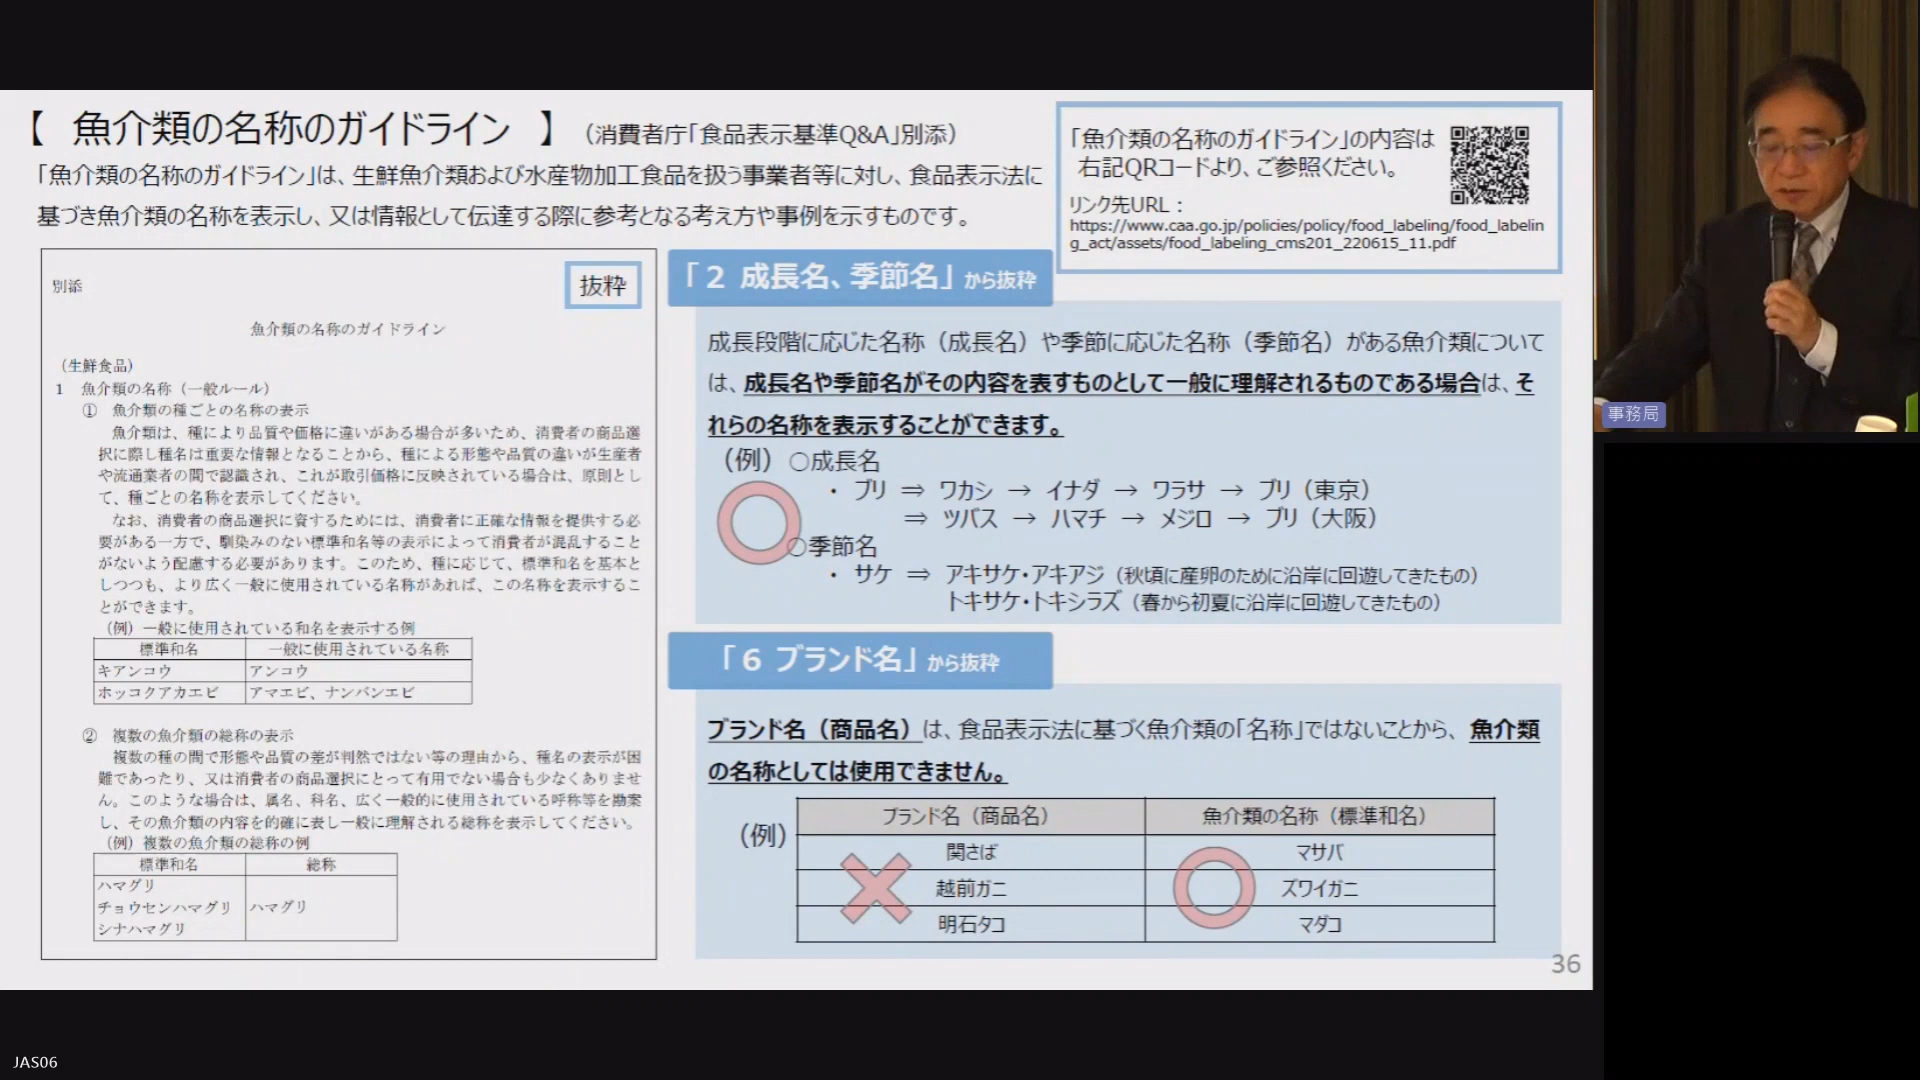 【　魚介類の名称のガイドライン　】（消費者庁「食品表示基準Q&A」別添）
「魚介類の名称のガイドライン」は、生鮮魚介類および水産物加工食品を扱う事業者等に対し、食品表示法に
基づき魚介類の名称を表示し、又は情報として伝達する際に参考となる考え方や事例を示すものです。
「魚介類の名称のガイドライン」の内容は
右記QRコードより、ご参照ください。
リンク先URL：
https://www.caa.go.jp/policies/policy/food_labeling/food_labelin
g_act/assets/food_labeling_cms201_220615_11.pdf
別添
抜粋
魚介類の名称のガイドライン
（生鮮食品）
1　魚介類の名称（一般ルール）
①　魚介類の種ごとの名称の表示
魚介類は、種により品質や価格に違いがある場合が多いため、消費者の商品選
択に際し種名は重要な情報となることから、種による形態や品質の違いが生産者
や流通業者の間で認識され、これが取引価格に反映されている場合は、原則とし
て、種ごとの名称を表示してください。
なお、消費者の商品選択に資するためには、消費者に正確な情報を提供する必
要がある一方で、馴染みのない標準和名等の表示によって消費者が混乱すること
がないよう配慮する必要があります。このため、種に応じて、標準和名を基本と
しつつも、より広く一般に使用されている名称があれば、この名称を表示するこ
とができます。
（例）一般に使用されている和名を表示する例
標準和名　一般に使用されている名称
キアンコウ　アンコウ
ホッコクアカエビ　アマエビ、ナンバンエビ
②　複数の魚介類の総称の表示
複数の種の間で形態や品質の差が判然ではない等の理由から、種名の表示が困
難であったり、又は消費者の商品選択にとって有用でない場合も少なくありませ
ん。このような場合は、属名、科名、広く一般的に使用されている呼称等を勘案
し、その魚介類の内容を的確に表し一般に理解される総称を表示してください。
（例）複数の魚介類の総称の例
標準和名　総称
ハマグリ
チョウセンハマグリ　ハマグリ
シナハマグリ
「２ 成長名、季節名」から抜粋
成長段階に応じた名称（成長名）や季節に応じた名称（季節名）がある魚介類について
は、成長名や季節名がその内容を表すものとして一般に理解されるものである場合は、そ
れらの名称を表示することができます。
（例）○成長名
・ブリ ⇒ ワカシ → イナダ → ワラサ → ブリ（東京）
⇒ ツバス → ハマチ → メジロ → ブリ（大阪）
○季節名
・サケ ⇒ アキサケ・アキアジ（秋頃に産卵のために沿岸に回遊してきたもの）
トキサケ・トキシラズ（春から初夏に沿岸に回遊してきたもの）
「６ ブランド名」から抜粋
ブランド名（商品名）は、食品表示法に基づく魚介類の「名称」ではないことから、魚介類
の名称としては使用できません。
（例）
ブランド名（商品名）　魚介類の名称（標準和名）
関さば　マサバ
越前ガニ　ズワイガニ
明石タコ　マダコ
36
事務局
JAS06